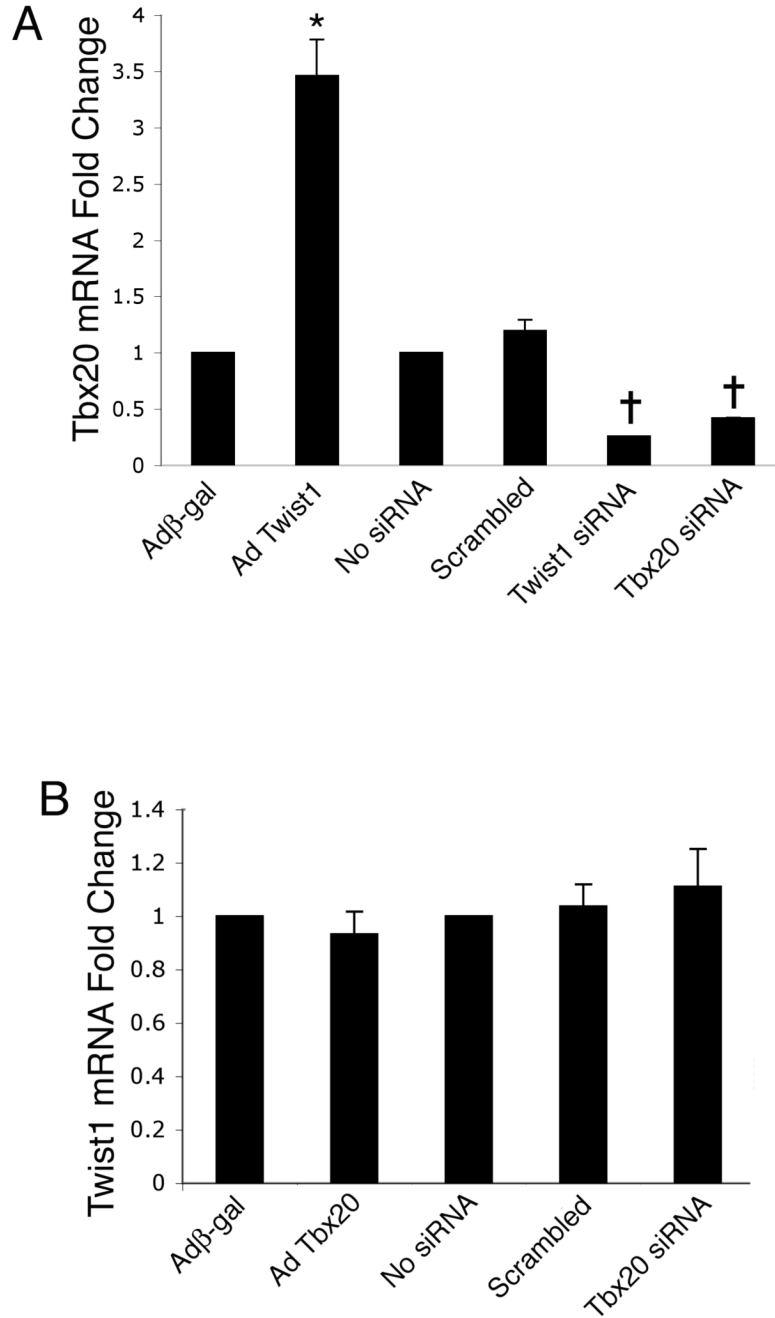 A
Tbx20 mRNA Fold Change
4
3.5
3
2.5
2
1.5
1
0.5
0
*
†
†
Adβ-gal
Ad Twist1
No siRNA
Scrambled
Twist1 siRNA
Tbx20 siRNA
B
Twist1 mRNA Fold Change
1.4
1.2
1
0.8
0.6
0.4
0.2
0
Adβ-gal
Ad Tbx20
No siRNA
Scrambled
Tbx20 siRNA